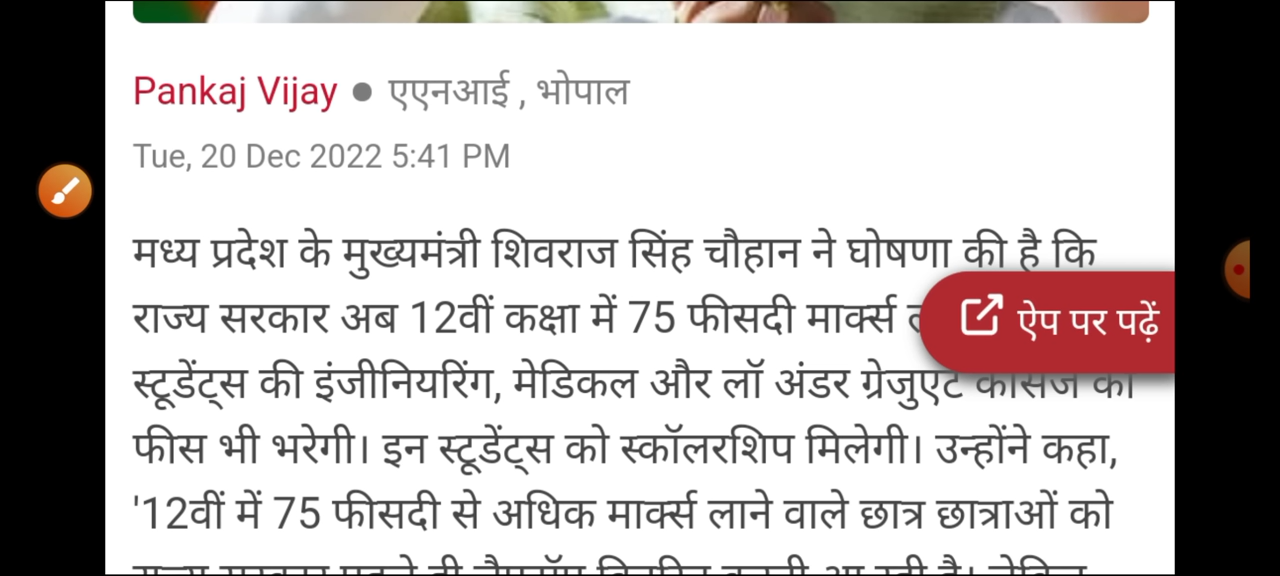 Pankaj Vijay ● एएनआई , भोपाल
Tue, 20 Dec 2022 5:41 PM
मध्य प्रदेश के मुख्यमंत्री शिवराज सिंह चौहान ने घोषणा की है कि
राज्य सरकार अब 12वीं कक्षा में 75 फीसदी मार्क्स
ऐप पर पढ़ें
स्टूडेंट्स की इंजीनियरिंग, मेडिकल और लॉ अंडर ग्रेजुएट
फीस भी भरेगी। इन स्टूडेंट्स को स्कॉलरशिप मिलेगी। उन्होंने कहा,
'12वीं में 75 फीसदी से अधिक मार्क्स लाने वाले छात्र छात्राओं को